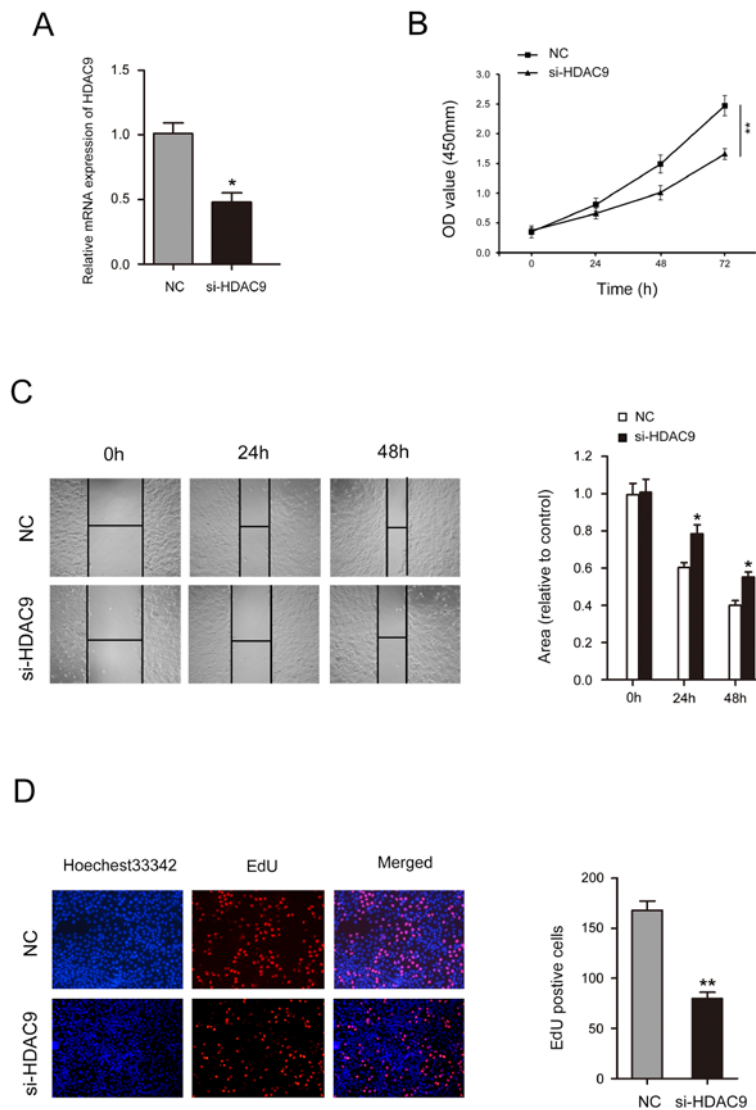 A
Relative mRNA expression of HDAC9
1.5
1.0
0.5
0.0
*
NC
si-HDAC9
B
NC
si-HDAC9
OD value (450mm)
3.0
2.5
2.0
1.5
1.0
0.5
0.0
**
0
24
48
72
Time (h)
C
0h
24h
48h
NC
si-HDAC9
NC
si-HDAC9
Area (relative to control)
1.2
1.0
0.8
0.6
0.4
0.2
0.0
*
*
0h
24h
48h
D
Hoechest33342
EdU
Merged
NC
si-HDAC9
EdU postive cells
200
150
100
50
0
**
NC
si-HDAC9